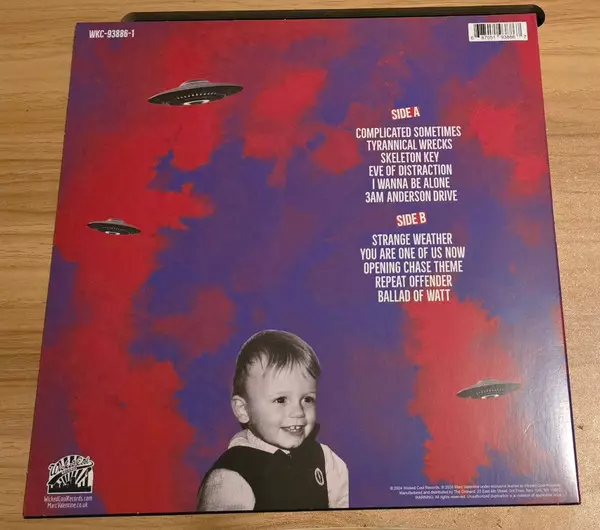 WKC-93886-1
SIDE A
COMPLICATED SOMETIMES
TYRANNICAL WRECKS
SKELETON KEY
EVE OF DISTRACTION
I WANNA BE ALONE
3AM ANDERSON DRIVE
SIDE B
STRANGE WEATHER
YOU ARE ONE OF US NOW
OPENING CHASE THEME
REPEAT OFFENDER
BALLAD OF WATT
WickedCoolRecords.com
MarcValentine.co.uk